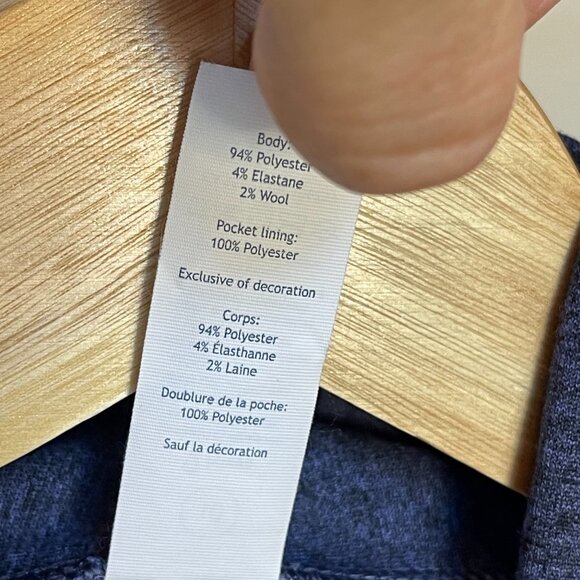 Body:
94% Polyester
4% Elastane
2% Wool
Pocket lining:
100% Polyester
Exclusive of decoration
Corps:
94% Polyester
4% Élasthanne
2% Laine
Doublure de la poche:
100% Polyester
Sauf la décoration